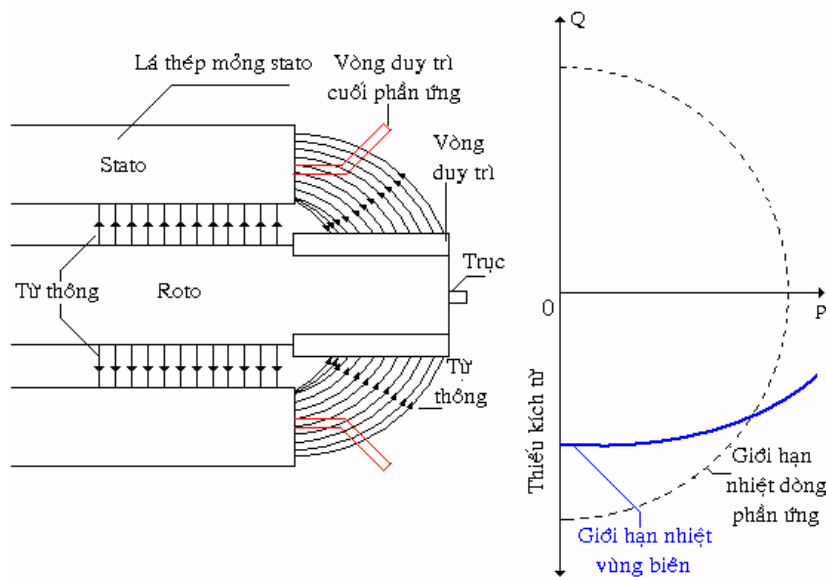 Lá thép mỏng stato
Vòng duy trì
cuối phần ứng
Vòng
duy trì
Stato
Từ thông
Roto
Trục
Từ
thông
Q
0
P
Thiếu kích từ
Giới hạn
nhiệt dòng
phần ứng
Giới hạn nhiệt
vùng biên